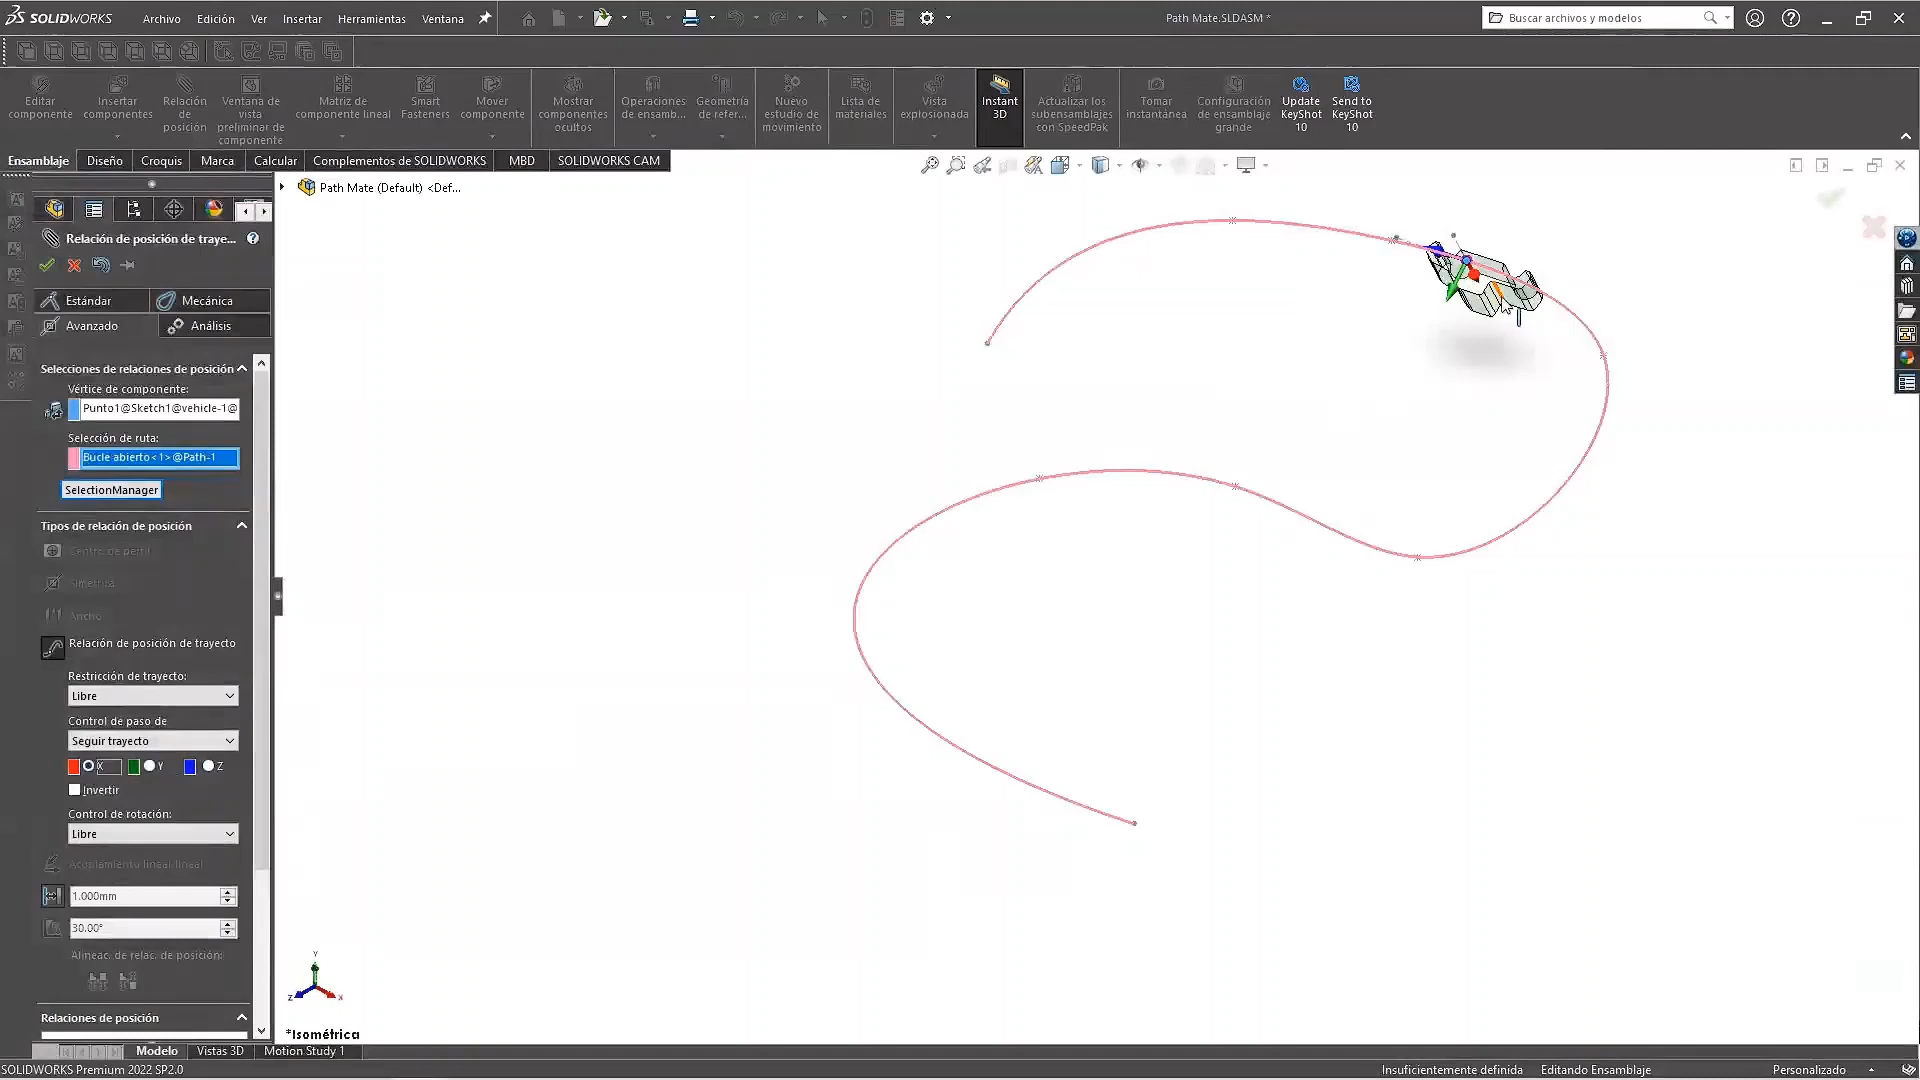 SOLIDWORKS
Archivo Edición Ver Insertar Herramientas Ventana
Path Mate.SLDASM *
Buscar archivos y modelos
Editar componente
Insertar componentes
Relación de posición
Ventana de vista preliminar de componente
Matriz de componente lineal
Smart Fasteners
Mover componente
Mostrar componentes ocultos
Operaciones de ensamb...
Geometría de refer...
Nuevo estudio de movimiento
Lista de materiales
Vista explosionada
Instant 3D
Actualizar los subensamblajes con SpeedPak
Tomar instantánea
Configuración de ensamblaje grande
Update KeyShot 10
Send to KeyShot 10
Ensamblaje Diseño Croquis Marca Calcular Complementos de SOLIDWORKS MBD SOLIDWORKS CAM
Path Mate (Default) <Def...
Relación de posición de traye...
Estándar Mecánica
Avanzado Análisis
Selecciones de relaciones de posición
Vértice de componente:
Punto1@Sketch1@vehicle-1@
Selección de ruta:
Bucle abierto<1>@Path-1
SelectionManager
Tipos de relación de posición
Centro de perfil
Simétrica
Ancho
Relación de posición de trayecto
Restricción de trayecto:
Libre
Control de paso de
Seguir trayecto
X Y Z
Invertir
Control de rotación:
Libre
Acoplamiento lineal-lineal
1.000mm
30.00°
Alineac. de relac. de posición:
Relaciones de posición
Y
Z X
*Isométrica
Modelo Vistas 3D Motion Study 1
SOLIDWORKS Premium 2022 SP2.0
Insuficientemente definida Editando Ensamblaje Personalizado